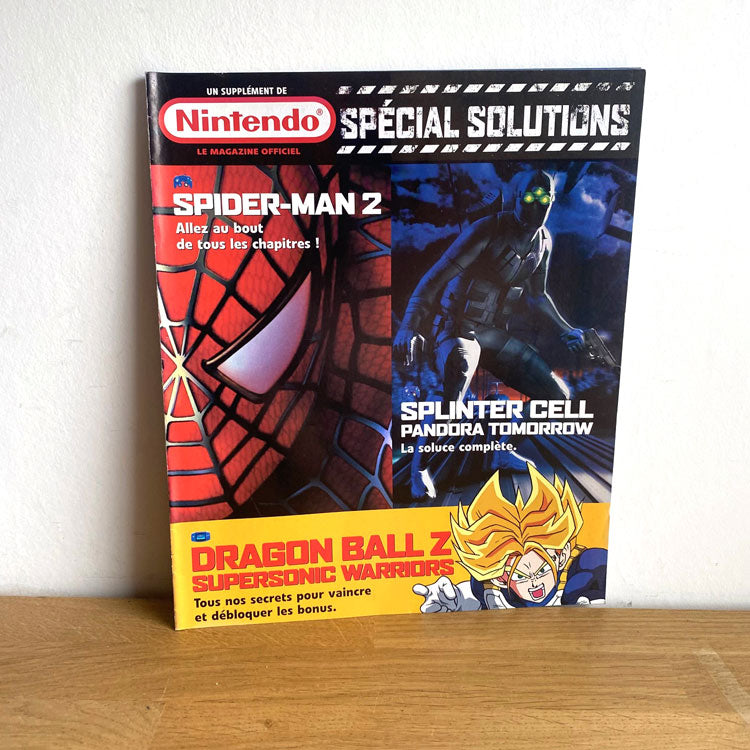 UN SUPPLÉMENT DE
Nintendo®
LE MAGAZINE OFFICIEL
SPÉCIAL SOLUTIONS
SPIDER-MAN 2
Allez au bout
de tous les chapitres !
SPLINTER CELL
PANDORA TOMORROW
La soluce complète.
DRAGON BALL Z
SUPERSONIC WARRIORS
Tous nos secrets pour vaincre
et débloquer les bonus.